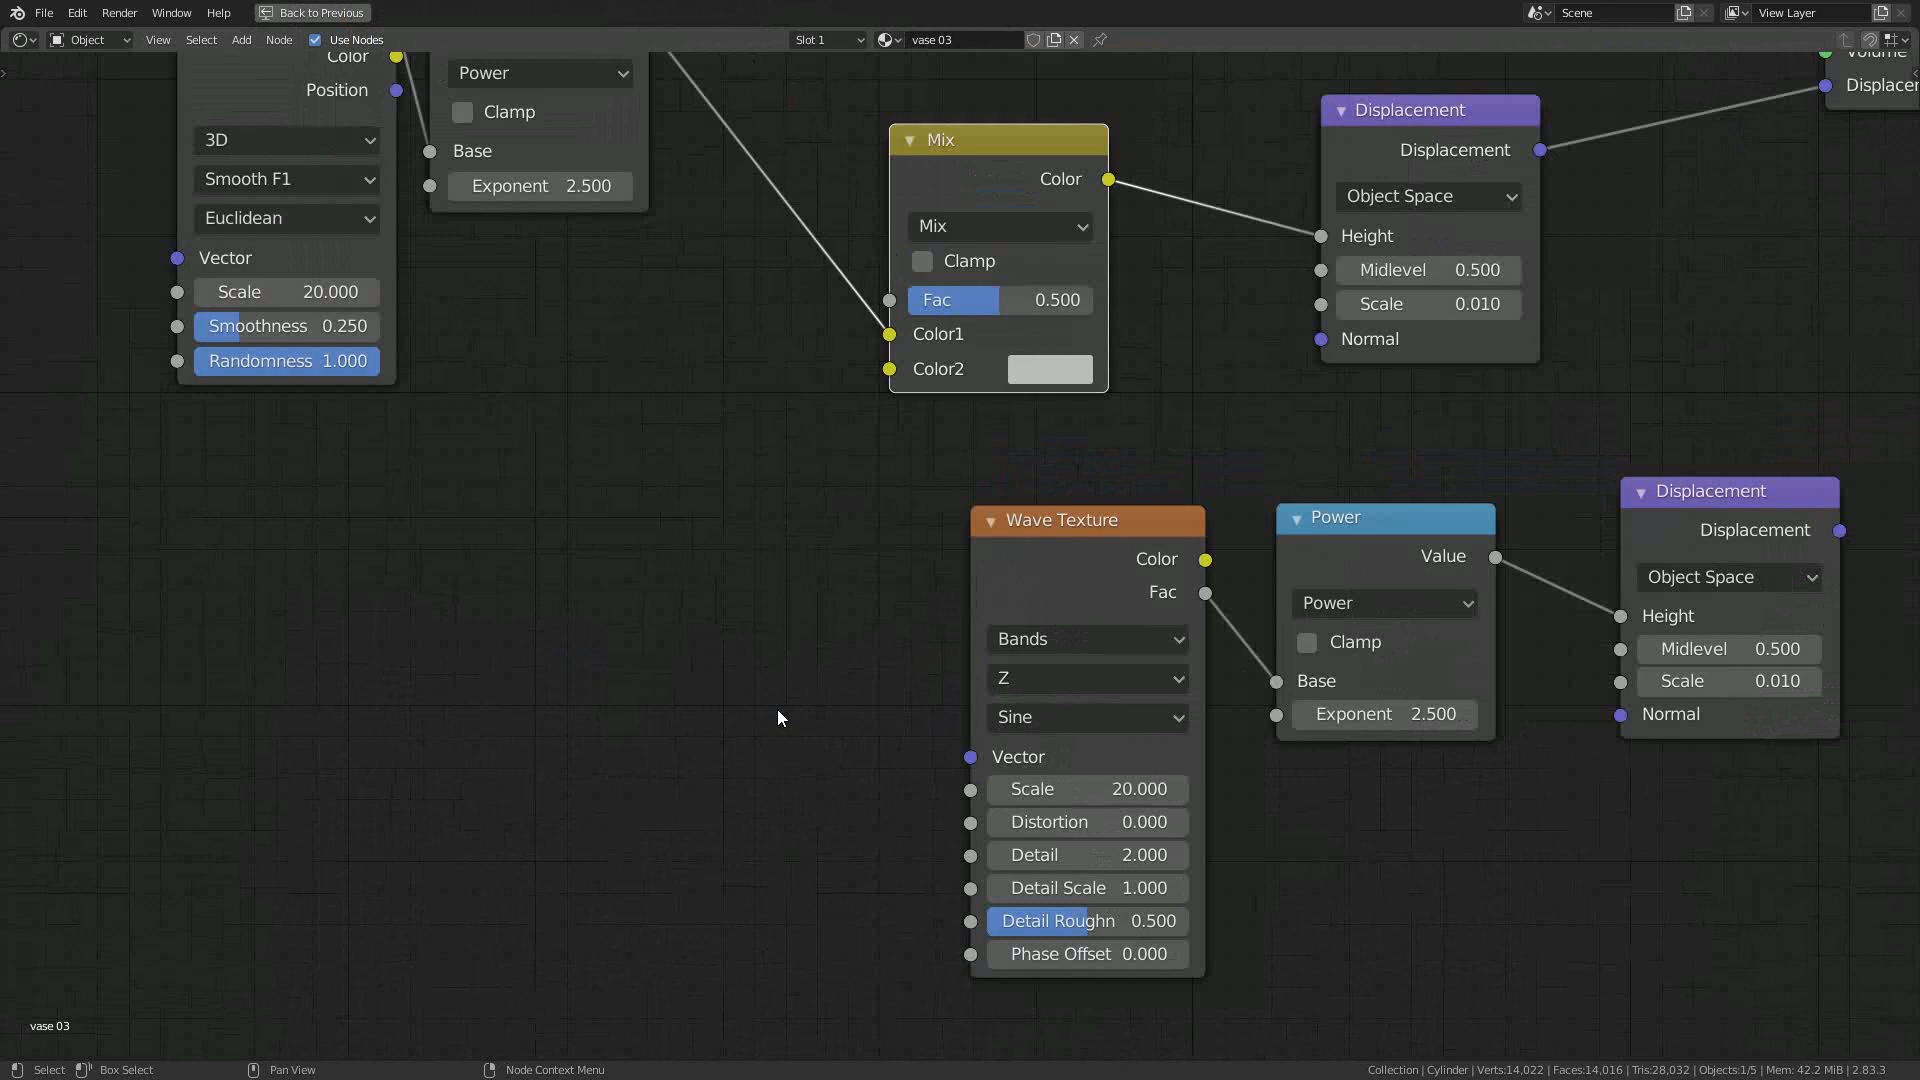 File Edit Render Window Help Back to Previous Scene View Layer
Object View Select Add Node Use Nodes Slot 1 vase 03
Color
Position
3D
Smooth F1
Euclidean
Vector
Scale 20.000
Smoothness 0.250
Randomness 1.000
Power
Clamp
Base
Exponent 2.500
Mix
Color
Mix
Clamp
Fac 0.500
Color1
Color2
Displacement
Displacement
Object Space
Height
Midlevel 0.500
Scale 0.010
Normal
Volume
Displacer
Wave Texture
Color
Fac
Bands
Z
Sine
Vector
Scale 20.000
Distortion 0.000
Detail 2.000
Detail Scale 1.000
Detail Roughn 0.500
Phase Offset 0.000
Power
Value
Power
Clamp
Base
Exponent 2.500
Displacement
Displacement
Object Space
Height
Midlevel 0.500
Scale 0.010
Normal
vase 03
Select Box Select Pan View Node Context Menu Collection | Cylinder | Verts:14,022 | Faces:14,016 | Tris:28,032 | Objects:1/5 | Mem: 42.2 MiB | 2.83.3